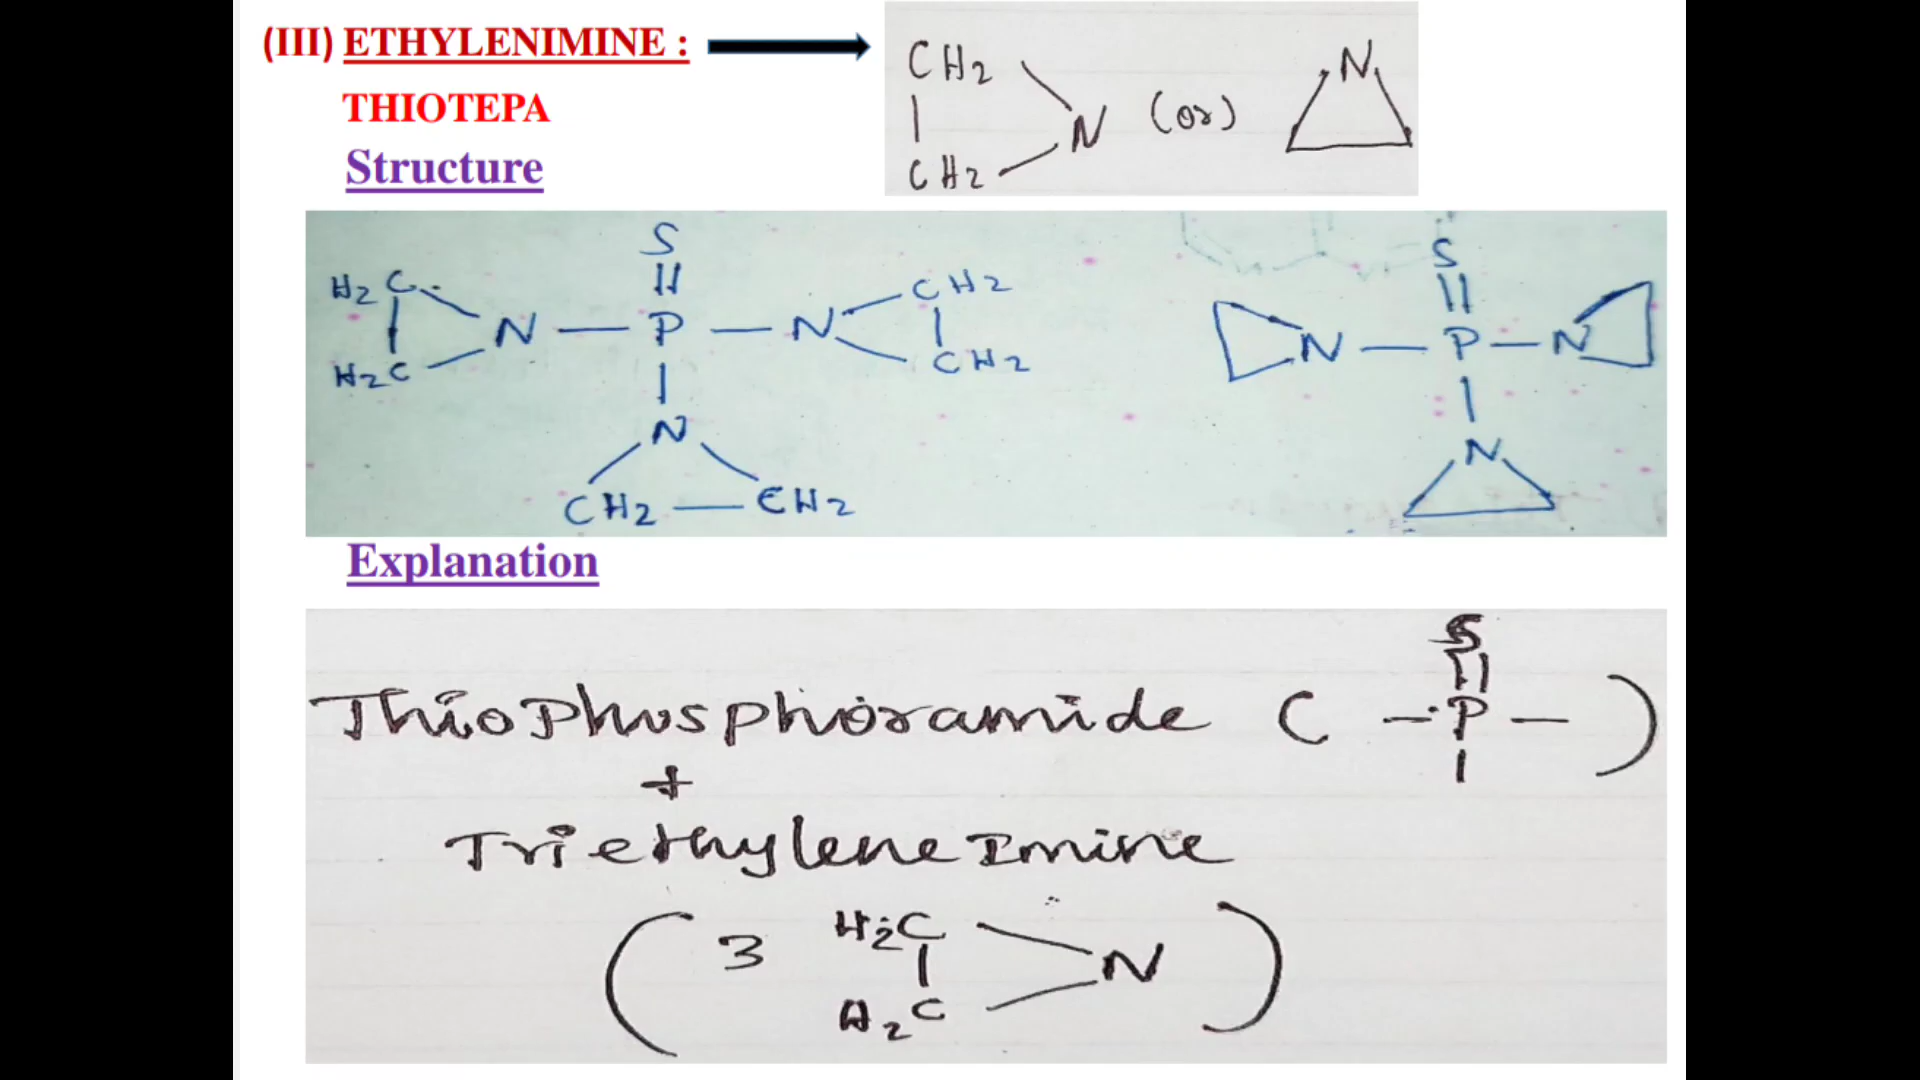 (III) ETHYLENIMINE :
CH2
N (or) N
CH2
THIOTEPA
Structure
S
H2C
CH2
N — P — N
H2C
CH2
N
CH2 — CH2
S
N — P — N
N
Explanation
S
ThioPhosphoramide ( — P — )
+
Triethylene Imine
( 3 H2C N )
H2C